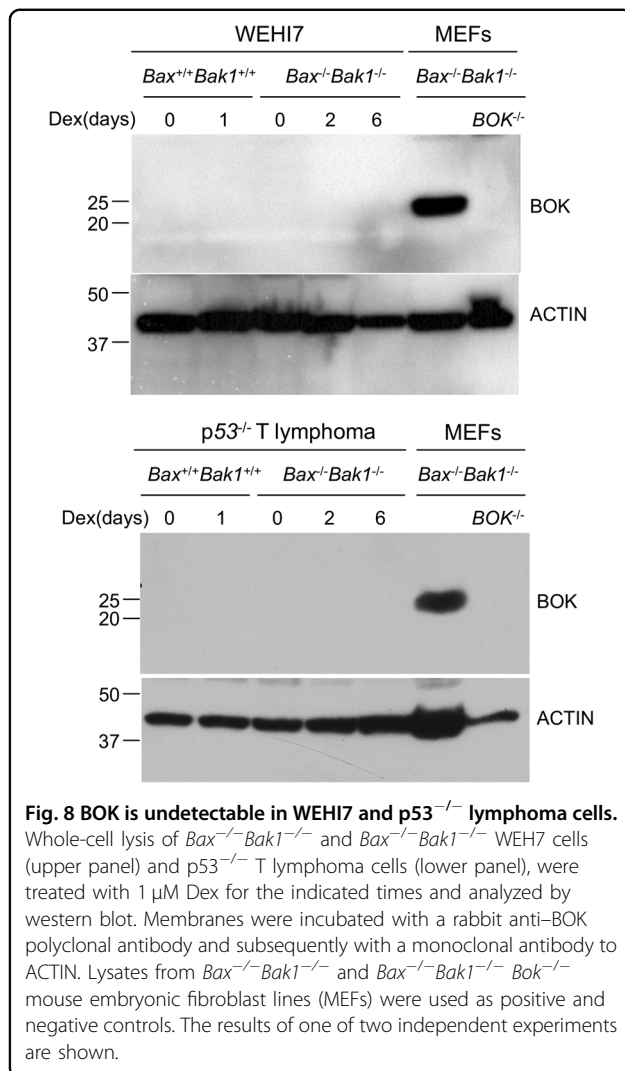 WEHI7 MEFs
Bax+/+Bak1+/+ Bax-/-Bak1-/- Bax-/-Bak1-/-
Dex(days) 0 1 0 2 6 BOK-/-
25
20
BOK
50
37
ACTIN
p53-/- T lymphoma MEFs
Bax+/+Bak1+/+ Bax-/-Bak1-/- Bax-/-Bak1-/-
Dex(days) 0 1 0 2 6 BOK-/-
25
20
BOK
50
37
ACTIN
Fig. 8 BOK is undetectable in WEHI7 and p53−/− lymphoma cells.
Whole-cell lysis of Bax−/−Bak1−/− and Bax−/−Bak1−/− WEH7 cells
(upper panel) and p53−/− T lymphoma cells (lower panel), were
treated with 1 μM Dex for the indicated times and analyzed by
western blot. Membranes were incubated with a rabbit anti–BOK
polyclonal antibody and subsequently with a monoclonal antibody to
ACTIN. Lysates from Bax−/−Bak1−/− and Bax−/−Bak1−/− Bok−/−
mouse embryonic fibroblast lines (MEFs) were used as positive and
negative controls. The results of one of two independent experiments
are shown.